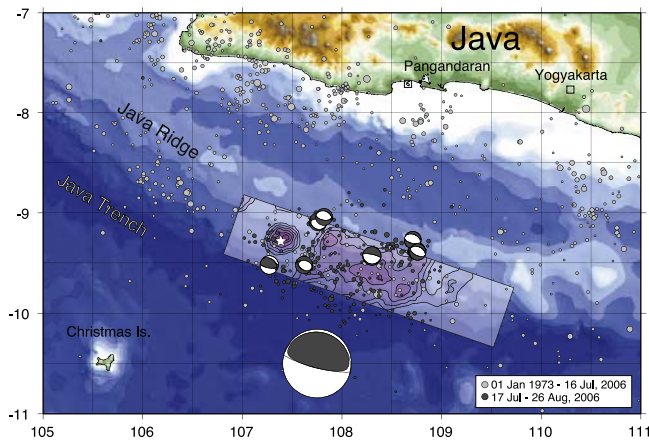 -7
Java
Pangandaran
Yogyakarta
-8
Java Ridge
Java Trench
-9
-10
Christmas Is.
01 Jan 1973 - 16 Jul, 2006
17 Jul - 26 Aug, 2006
-11
105 106 107 108 109 110 111